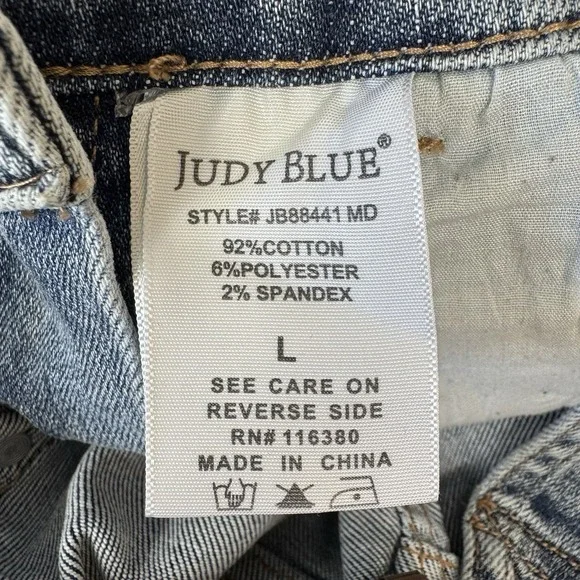 JUDY BLUE®
STYLE# JB88441 MD
92%COTTON
6%POLYESTER
2% SPANDEX
L
SEE CARE ON
REVERSE SIDE
RN# 116380
MADE IN CHINA